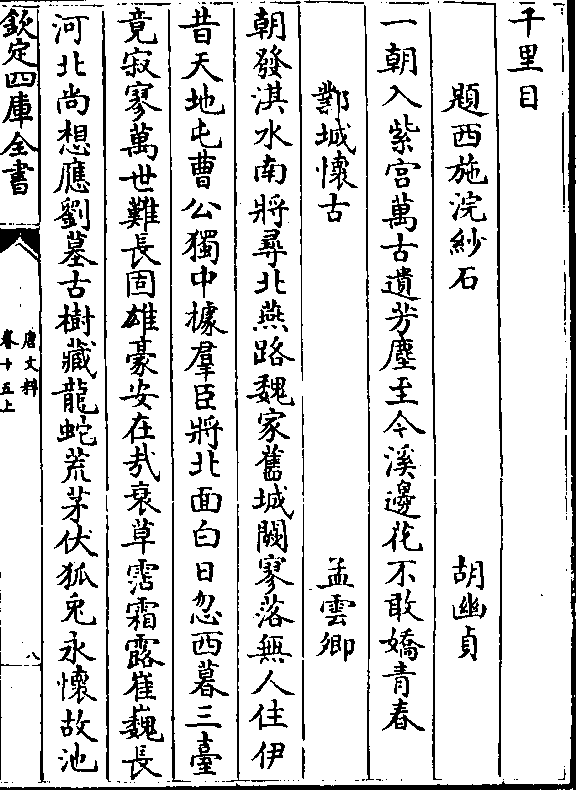 千里目
題西施浣紗石 胡幽貞
一朝入紫宫萬古遺芳塵至今溪邊花不敢嬌青春
鄴城懷古 孟雲卿
朝發淇水南將尋北燕路魏家舊城闕寥落無人住伊
昔天地屯曹公獨中據羣臣將北面白日忽西暮三臺
竟寂寥萬世難長固雄豪安在哉衰草霑霜露崔巍長
河北尚想應劉墓古樹藏龍蛇荒茅伏狐兎永懷故池
欽定四庫全書
唐文粹
卷十五上
八